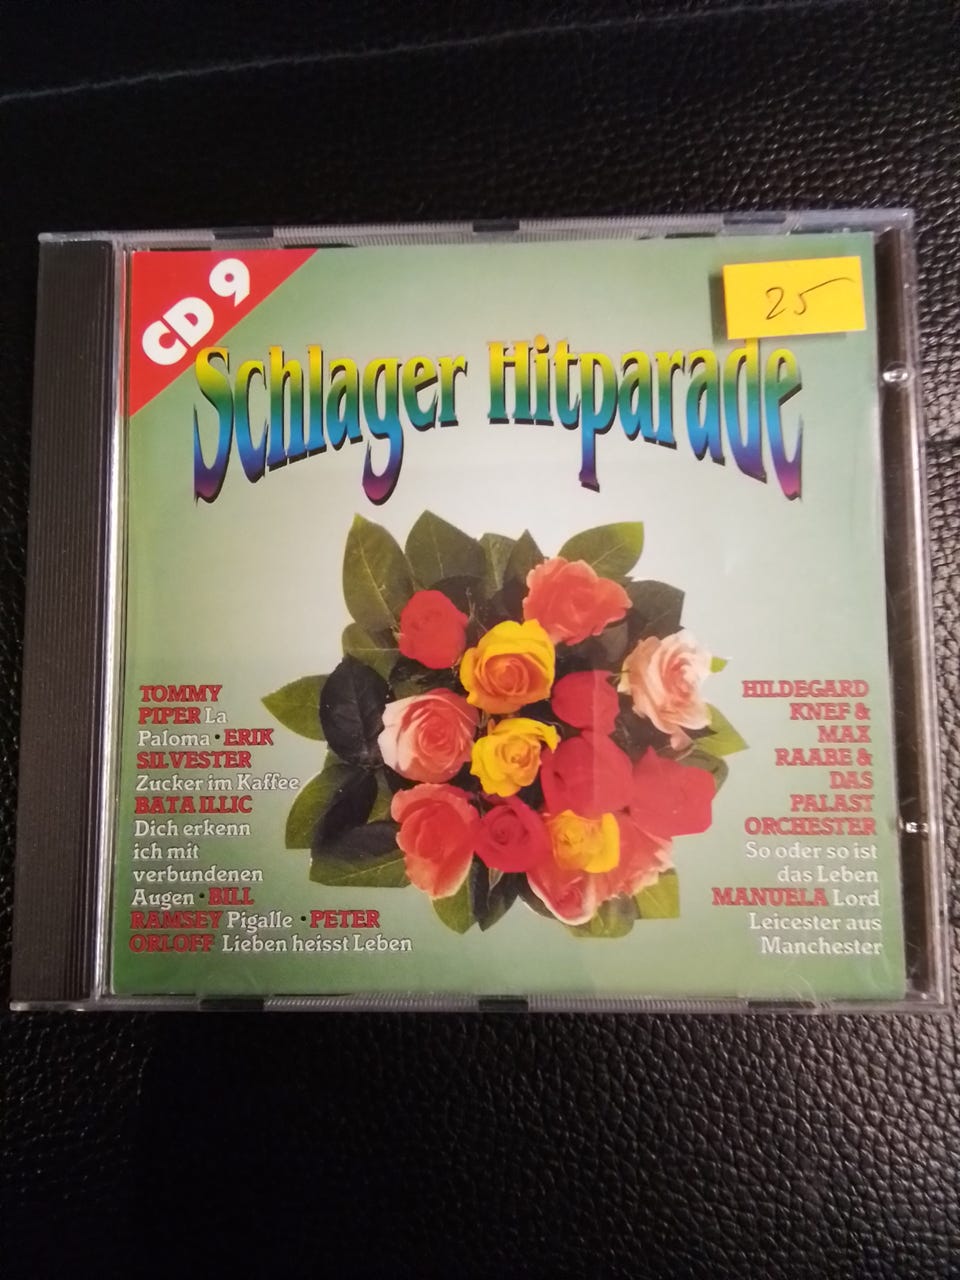 CD 9
25
Schlager Hitparade
TOMMY
PIPER La
Paloma · ERIK
SILVESTER
Zucker im Kaffee
BATA ILLIC
Dich erkenn
ich mit
verbundenen
Augen · BILL
RAMSEY Pigalle · PETER
ORLOFF Lieben heisst Leben
HILDEGARD
KNEF &
MAX
RAABE &
DAS
PALAST
ORCHESTER
So oder so ist
das Leben
MANUELA Lord
Leicester aus
Manchester